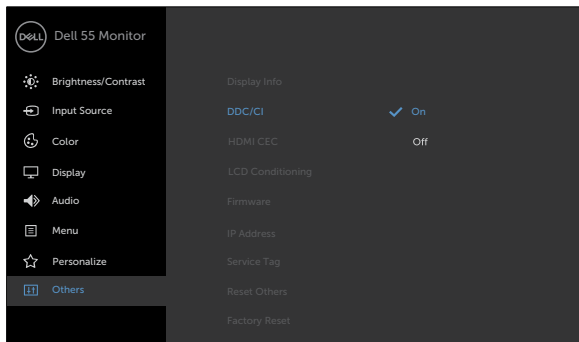 DELL Dell 55 Monitor
Brightness/Contrast
Input Source
Color
Display
Audio
Menu
Personalize
Others
Display Info
DDC/CI ✓ On
HDMI CEC Off
LCD Conditioning
Firmware
IP Address
Service Tag
Reset Others
Factory Reset